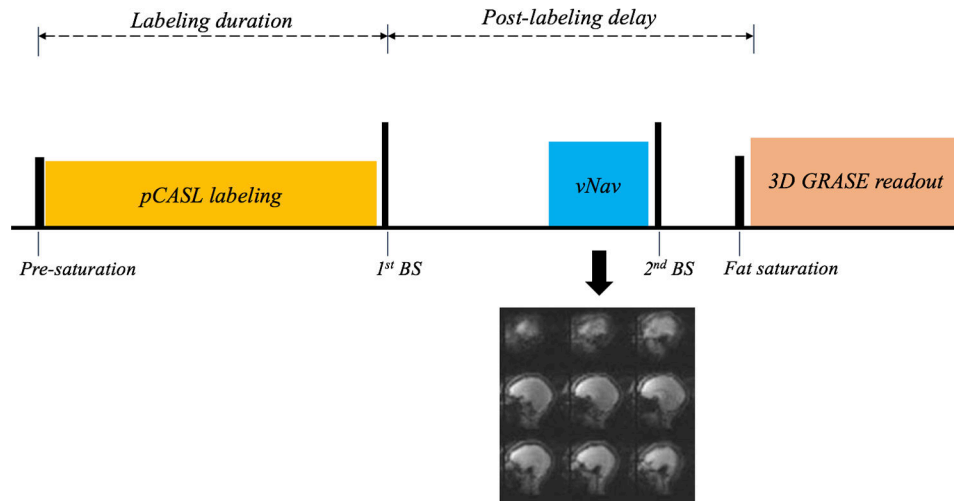 Labeling duration
Post-labeling delay
pCASL labeling
vNav
3D GRASE readout
Pre-saturation
1st BS
2nd BS
Fat saturation